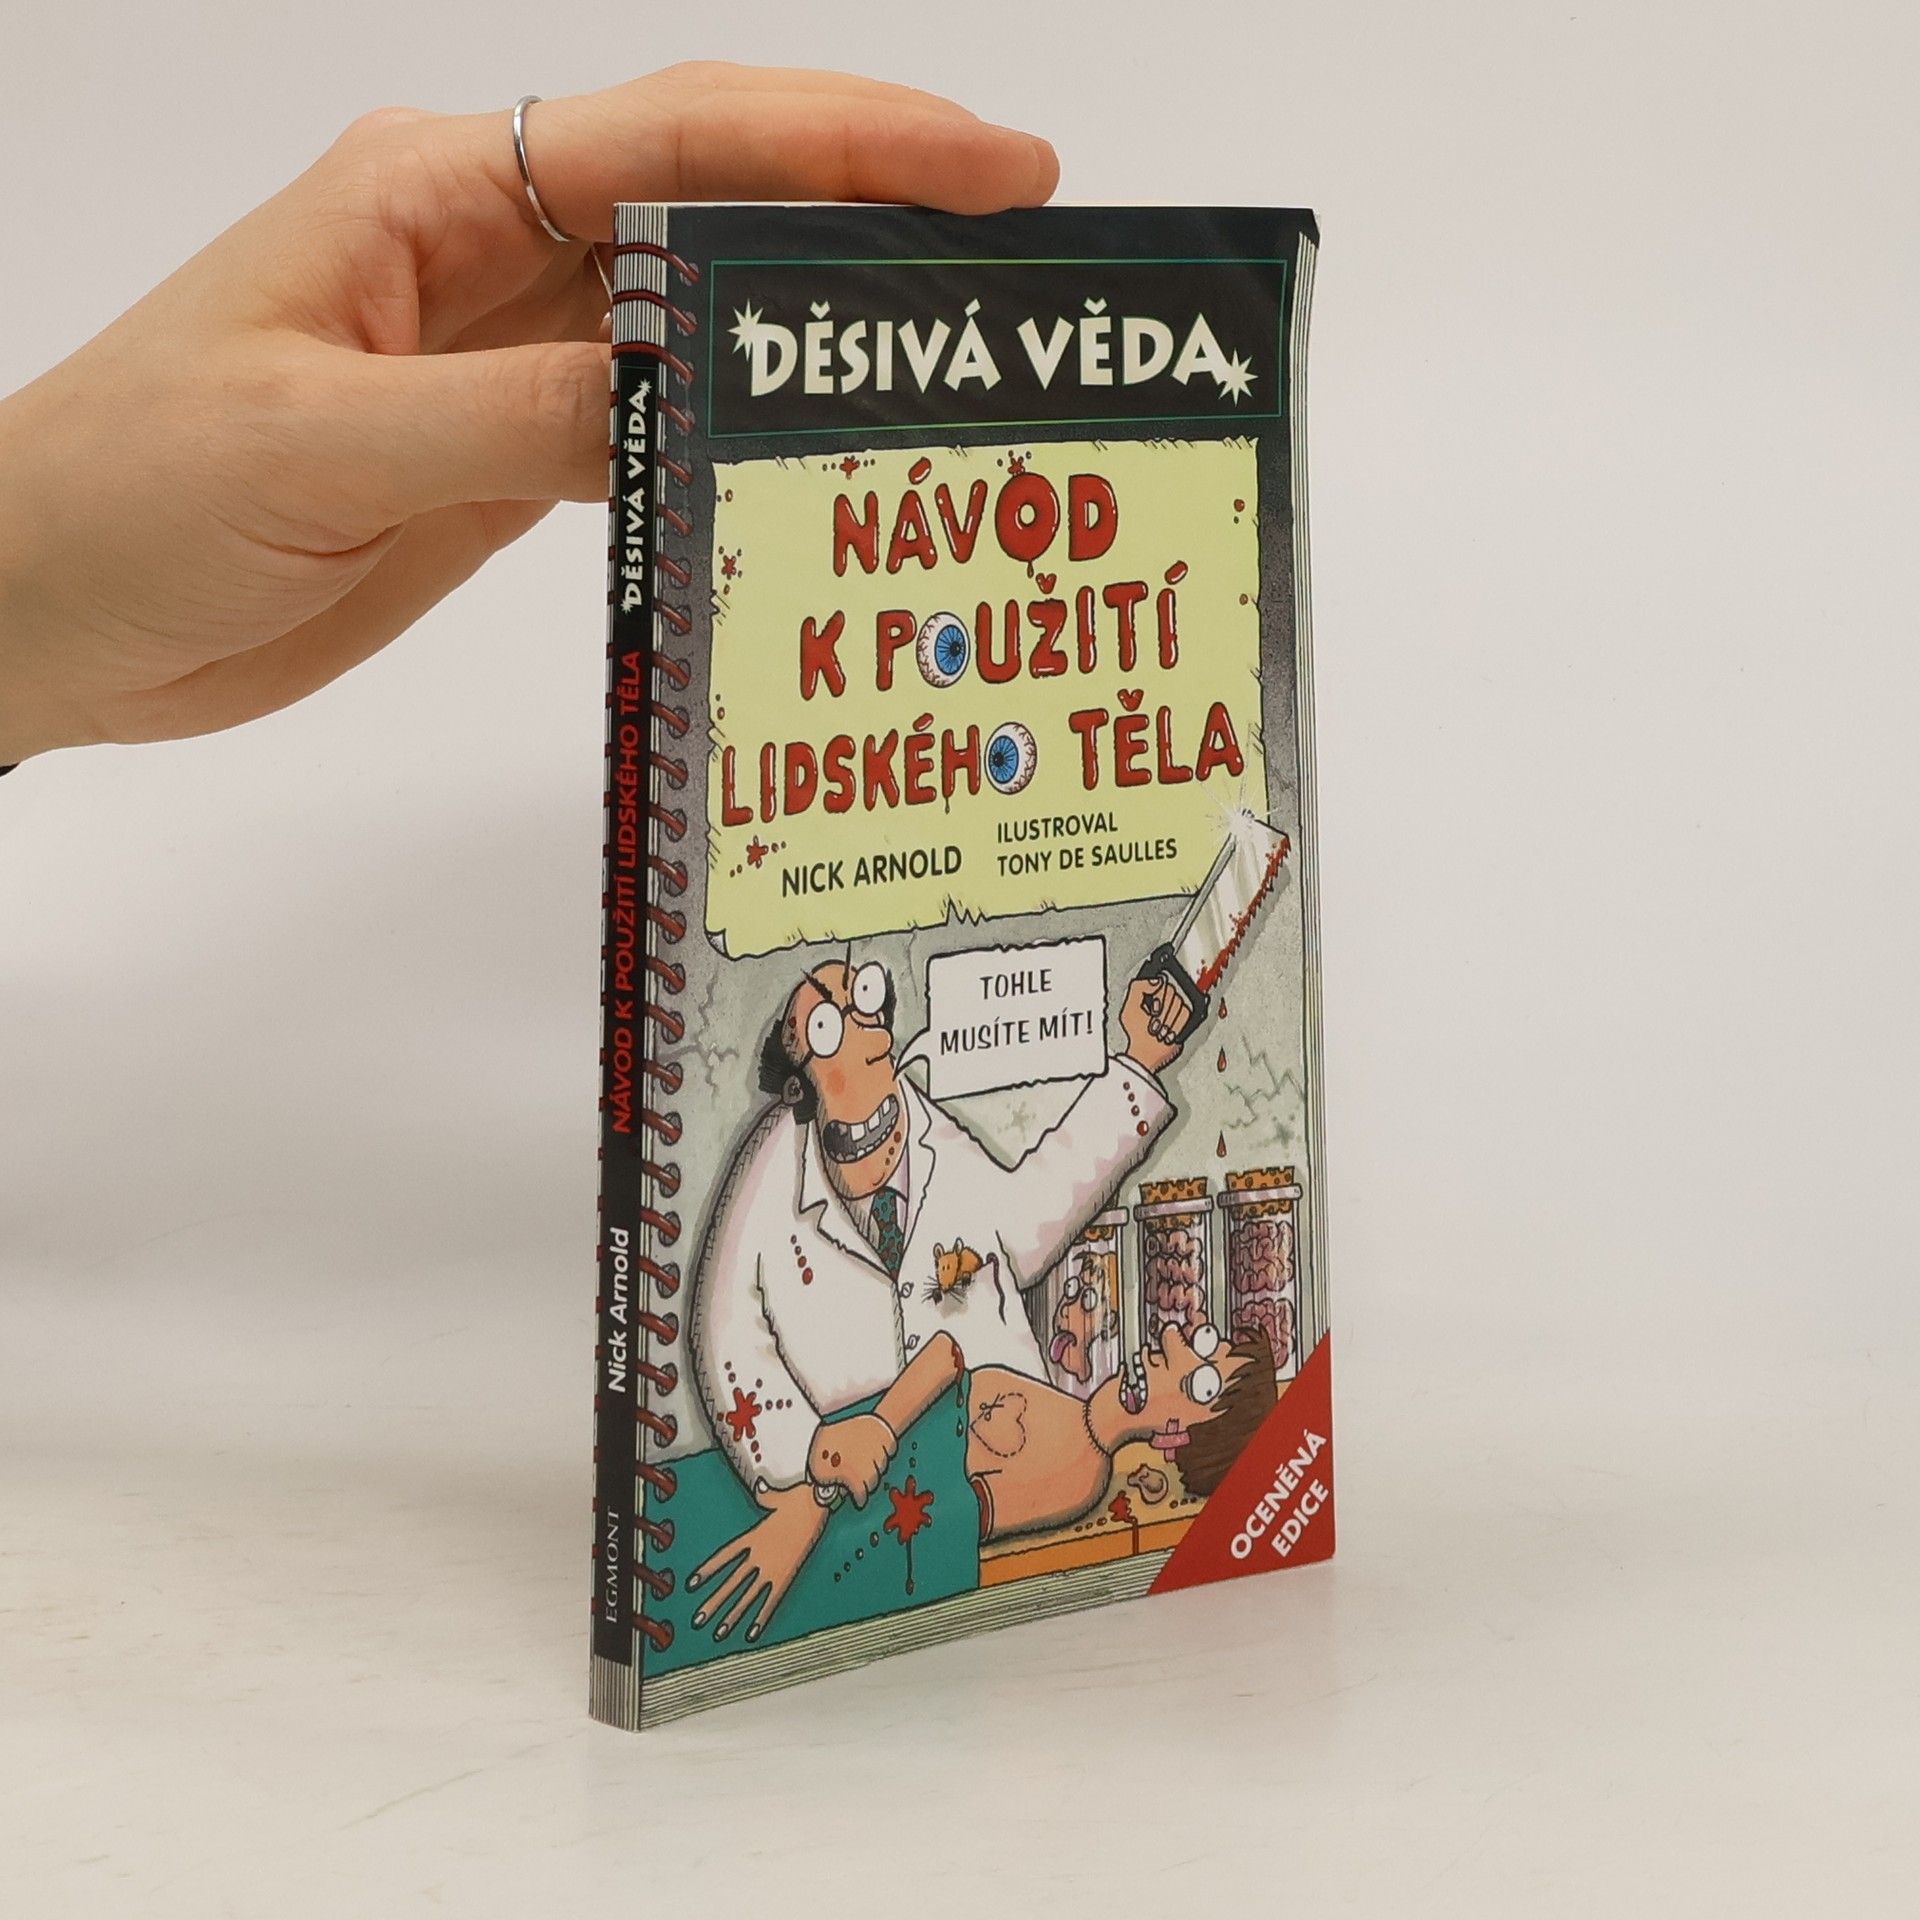 DĚSIVÁ VĚDA
NÁVOD
K POUŽITÍ
LIDSKÉHO TĚLA
NICK ARNOLD
ILUSTROVAL
TONY DE SAULLES
TOHLE
MUSÍTE MÍT!
OCENĚNÁ
EDICE
DĚSIVÁ VĚDA
NÁVOD K POUŽITÍ LIDSKÉHO TĚLA
Nick Arnold
EGMONT